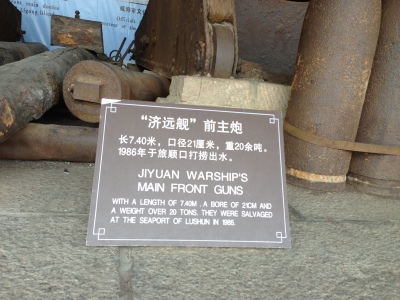 “济远舰”前主炮
长7.40米，口径21厘米，重20余吨。
1986年于旅顺口打捞出水。
JIYUAN WARSHIP'S
MAIN FRONT GUNS
WITH A LENGTH OF 7.40M . A BORE OF 21CM AND
A WEIGHT OVER 20 TONS. THEY WERE SALVAGED
AT THE SEAPORT OF LUSHUN IN 1986.